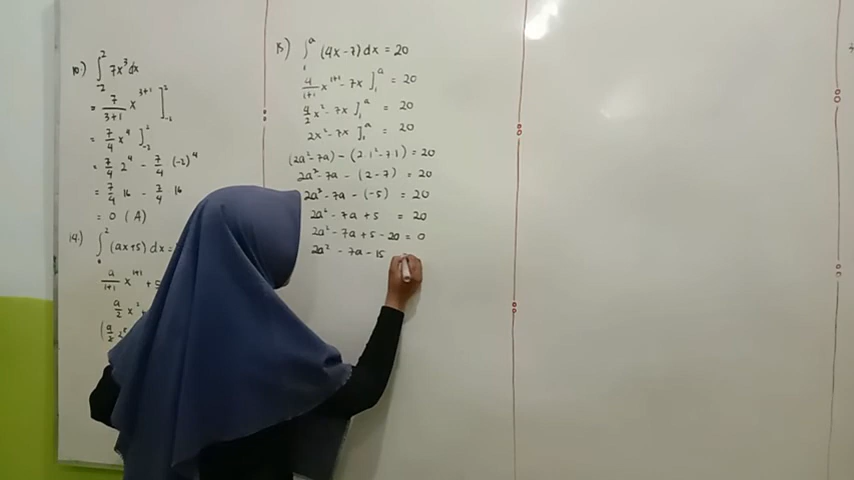 10.) ∫₋₂² 7x³ dx
= 7/(3+1) x³⁺¹ ]₋₂²
= 7/4 x⁴ ]₋₂²
= 7/4 2⁴ - 7/4 (-2)⁴
= 7/4 16 - 7/4 16
= 0 (A)
14.) ∫₀² (ax+5) dx =
a/(1+1) x¹⁺¹ + 5
a/2 x²
(a/2 2²
15) ∫₁ᵃ (4x-7) dx = 20
4/(1+1) x¹⁺¹ - 7x ]₁ᵃ = 20
4/2 x² - 7x ]₁ᵃ = 20
2x² - 7x ]₁ᵃ = 20
(2a² - 7a) - (2.1² - 7.1) = 20
2a² - 7a - (2-7) = 20
2a² - 7a - (-5) = 20
2a² - 7a + 5 = 20
2a² - 7a + 5 - 20 = 0
2a² - 7a - 15